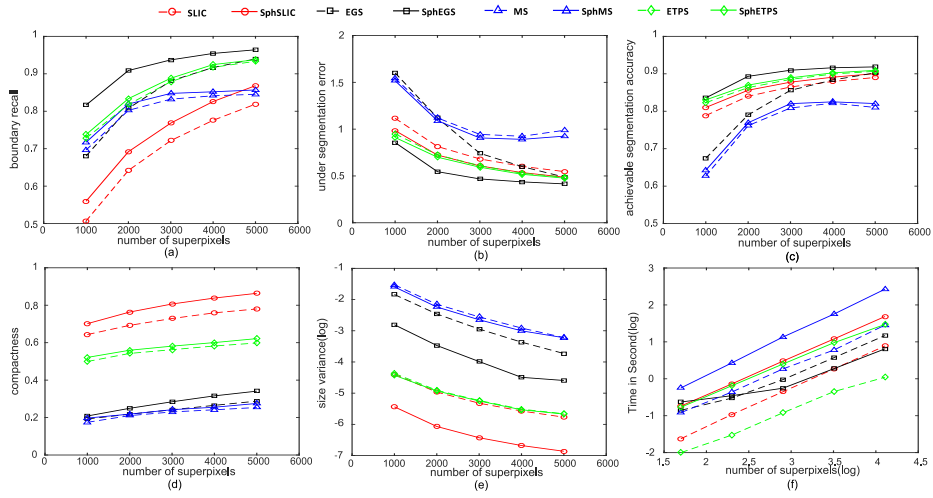 SLIC SphSLIC EGS SphEGS MS SphMS ETPS SphETPS
boundary recall
1
0.9
0.8
0.7
0.6
0.5
0 1000 2000 3000 4000 5000 6000
number of superpixels
(a)
under segmentation error
2
1.5
1
0.5
0
0 1000 2000 3000 4000 5000 6000
number of superpixels
(b)
achievable segmentation accuracy
1
0.9
0.8
0.7
0.6
0.5
0 1000 2000 3000 4000 5000 6000
number of superpixels
(c)
compactness
1
0.8
0.6
0.4
0.2
0
0 1000 2000 3000 4000 5000 6000
number of superpixels
(d)
size variance(log)
-1
-2
-3
-4
-5
-6
-7
0 1000 2000 3000 4000 5000 6000
number of superpixels
(e)
Time in Second(log)
3
2
1
0
-1
-2
1.5 2 2.5 3 3.5 4 4.5
number of superpixels(log)
(f)